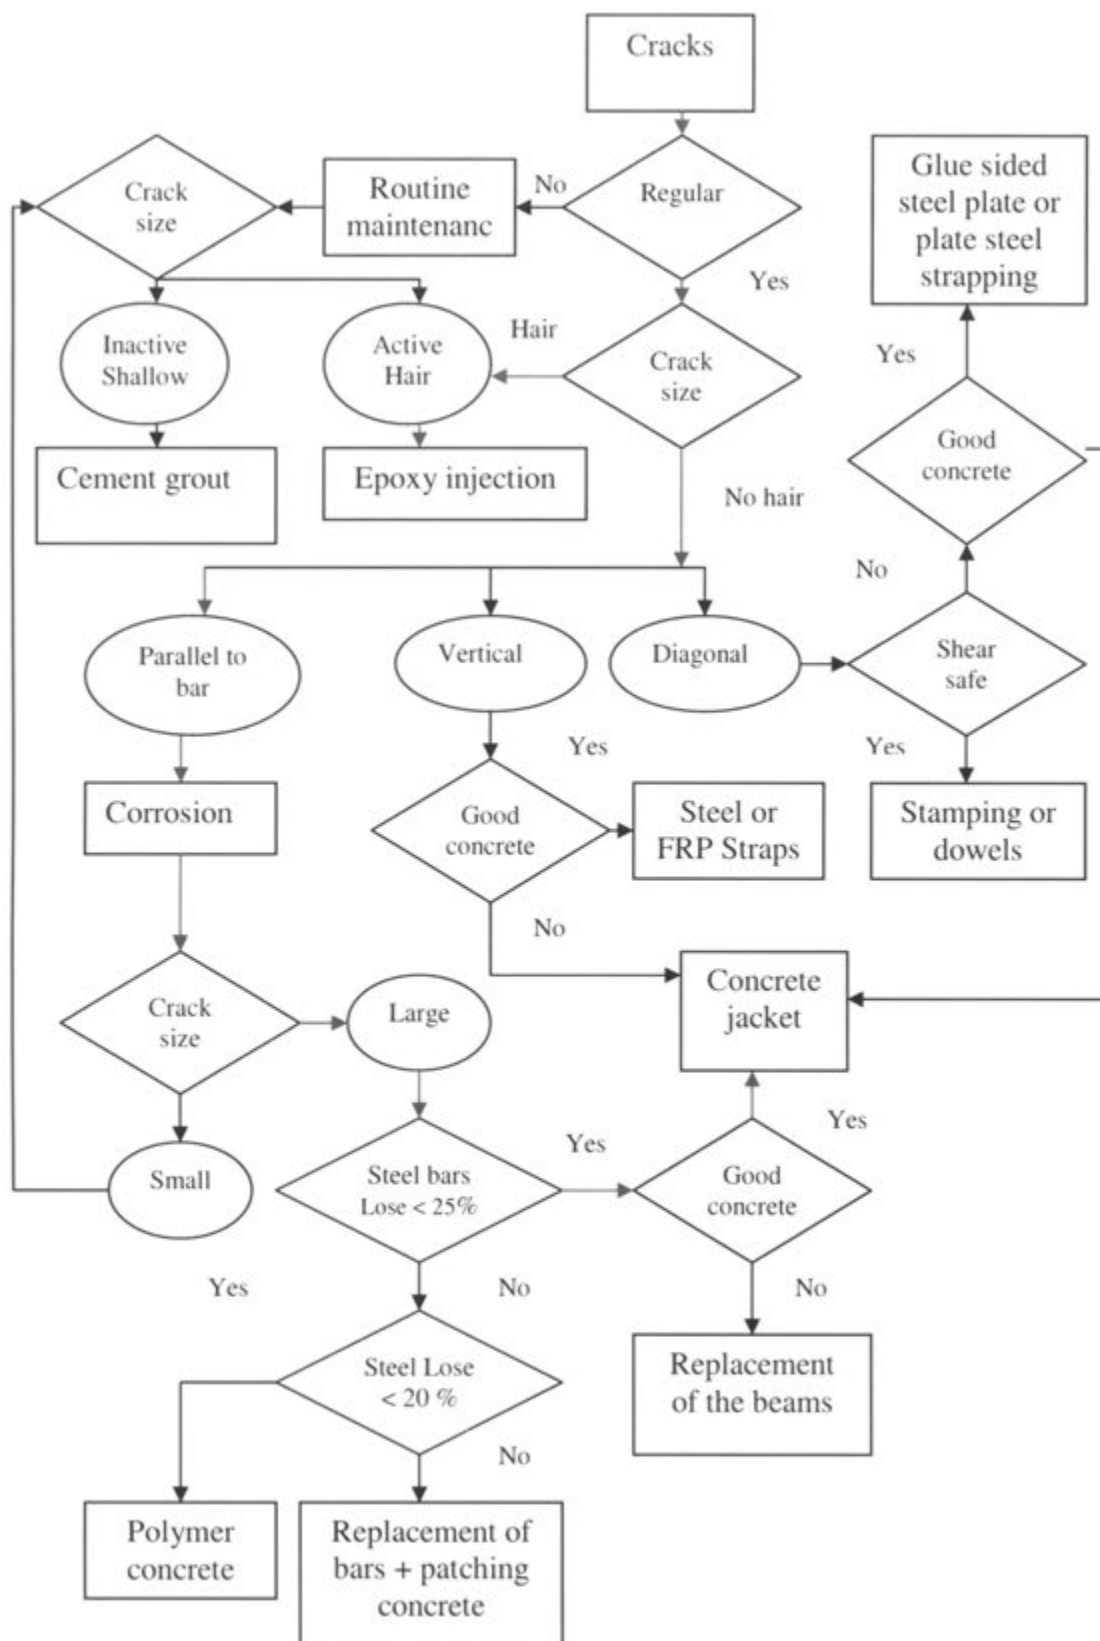 Cracks
Regular
No
Routine
maintenanc
Crack
size
Glue sided
steel plate or
plate steel
strapping
Yes
Inactive
Shallow
Active
Hair
Hair
Crack
size
Yes
Good
concrete
Cement grout
Epoxy injection
No hair
No
Parallel to
bar
Vertical
Diagonal
Shear
safe
Yes
Yes
Corrosion
Good
concrete
Steel or
FRP Straps
Stamping or
dowels
No
Concrete
jacket
Crack
size
Large
Small
Steel bars
Lose < 25%
Yes
Good
concrete
Yes
Yes
No
No
Steel Lose
< 20 %
Replacement
of the beams
No
Polymer
concrete
Replacement of
bars + patching
concrete